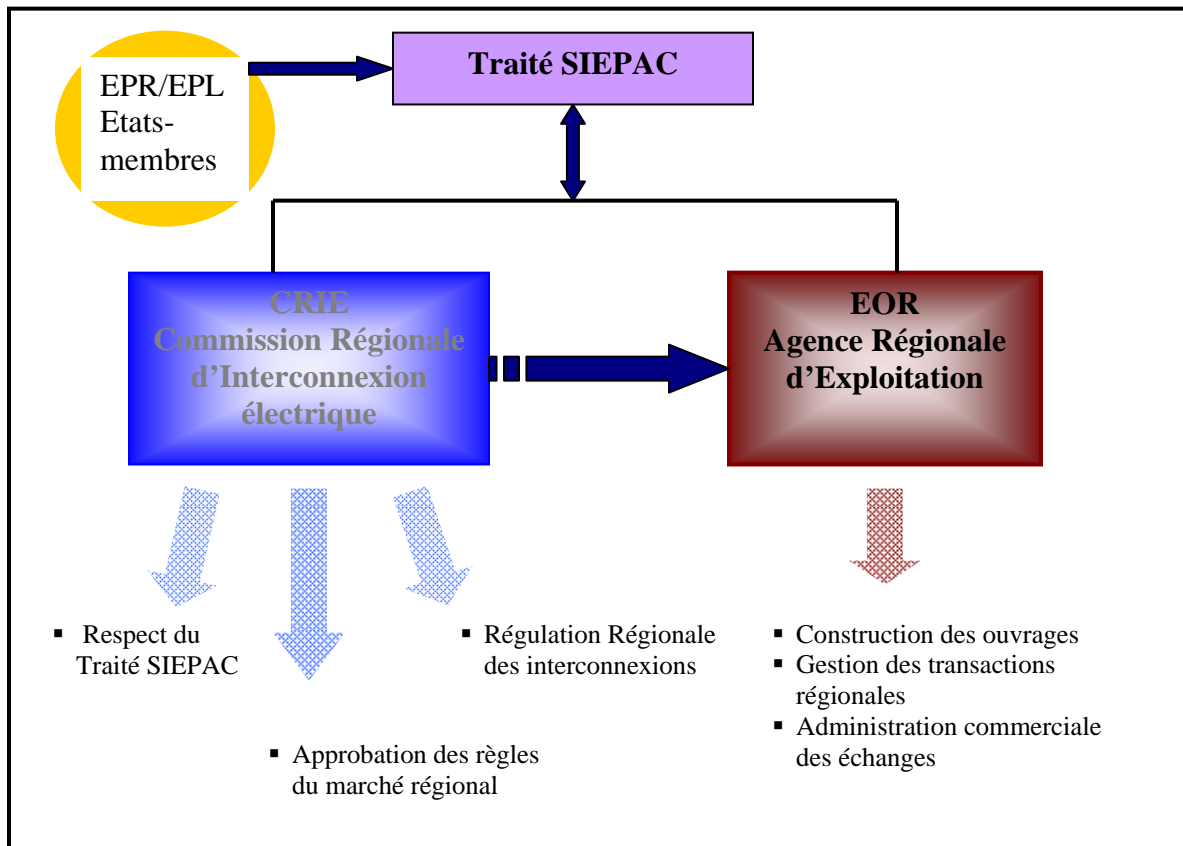 EPR/EPL
Etats-
membres
Traité SIEPAC
CRIE
Commission Régionale
d’Interconnexion
électrique
EOR
Agence Régionale
d’Exploitation
▪ Respect du
Traité SIEPAC
▪ Approbation des règles
du marché régional
▪ Régulation Régionale
des interconnexions
▪ Construction des ouvrages
▪ Gestion des transactions
régionales
▪ Administration commerciale
des échanges